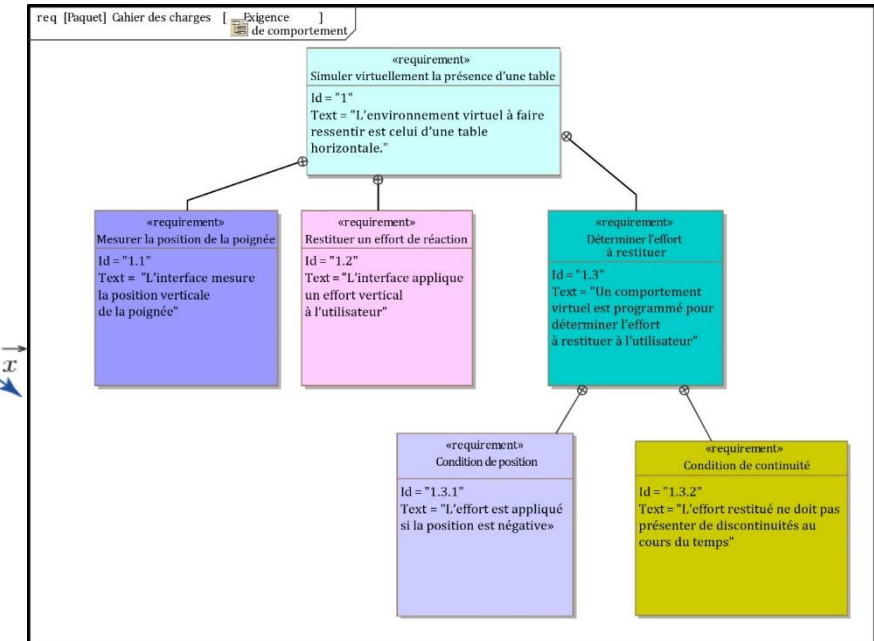 req [Paquet] Cahier des charges [ Exigence de comportement ]
«requirement»
Simuler virtuellement la présence d'une table
Id = "1"
Text = "L'environnement virtuel à faire
ressentir est celui d'une table
horizontale."
«requirement»
Mesurer la position de la poignée
Id = "1.1"
Text = "L'interface mesure
la position verticale
de la poignée"
«requirement»
Restituer un effort de réaction
Id = "1.2"
Text = "L'interface applique
un effort vertical
à l'utilisateur"
«requirement»
Déterminer l'effort
à restituer
Id = "1.3"
Text = "Un comportement
virtuel est programmé pour
déterminer l'effort
à restituer à l'utilisateur"
x
«requirement»
Condition de position
Id = "1.3.1"
Text = "L'effort est appliqué
si la position est négative»
«requirement»
Condition de continuité
Id = "1.3.2"
Text = "L'effort restitué ne doit pas
présenter de discontinuités au
cours du temps"